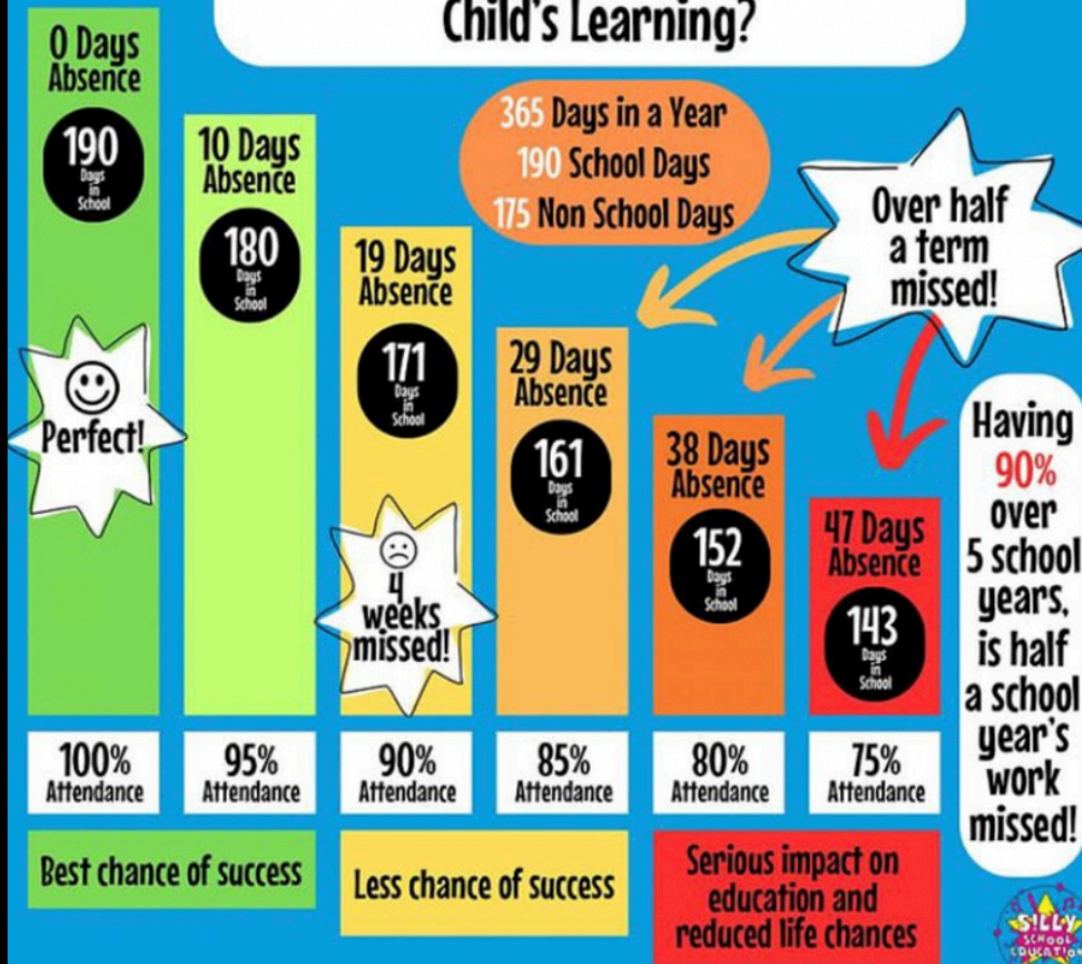 Child's Learning?
0 Days
Absence
190
Days
in
School
Perfect!
10 Days
Absence
180
Days
in
School
365 Days in a Year
190 School Days
175 Non School Days
Over half
a term
missed!
19 Days
Absence
171
Days
in
School
4
weeks
missed!
29 Days
Absence
161
Days
in
School
38 Days
Absence
152
Days
in
School
47 Days
Absence
143
Days
in
School
Having
90%
over
5 school
years,
is half
a school
year's
work
missed!
100%
Attendance
95%
Attendance
90%
Attendance
85%
Attendance
80%
Attendance
75%
Attendance
Best chance of success
Less chance of success
Serious impact on
education and
reduced life chances
SILLY
SCHOOL
EDUCATION